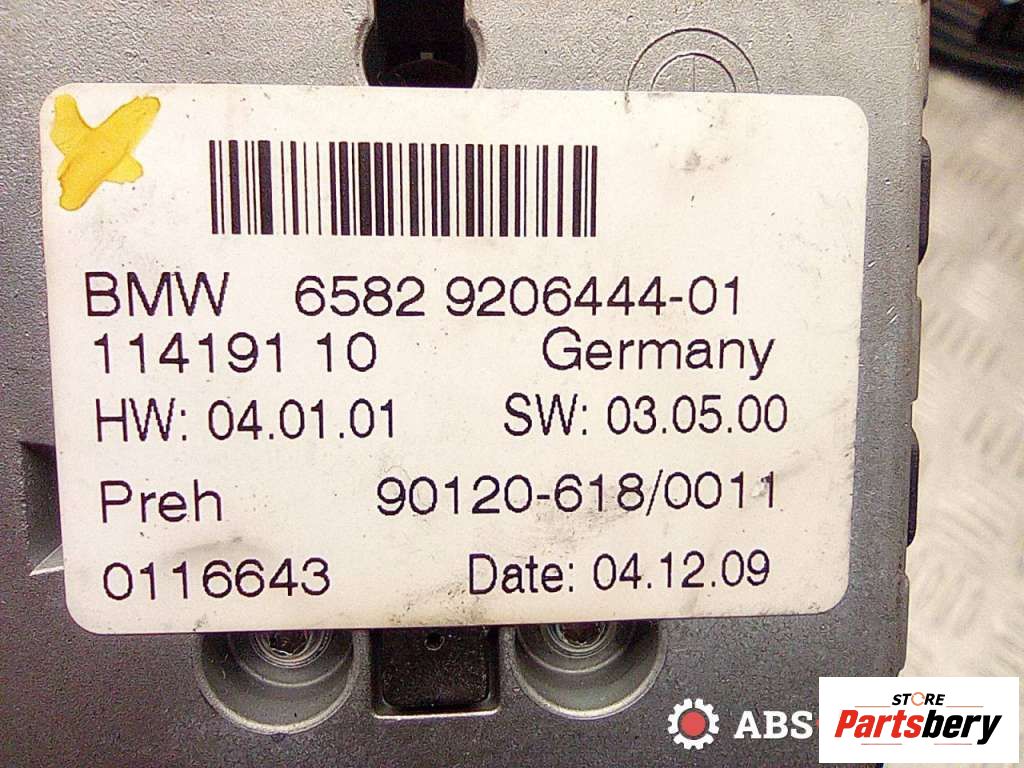 BMW 6582 9206444-01
114191 10 Germany
HW: 04.01.01 SW: 03.05.00
Preh 90120-618/0011
0116643 Date: 04.12.09
ABS-
STORE
Partsbery